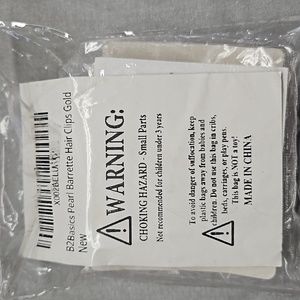 WARNING:
CHOKING HAZARD - Small Parts
Not recommended for children under 3 years
To avoid danger of suffocation, keep
plastic bags away from babies and
children. Do not use this bag in cribs,
beds, carriages, or play pens.
This bag is NOT a toy!
MADE IN CHINA
B2Basics Pearl Barrette Hair Clips Gold
New